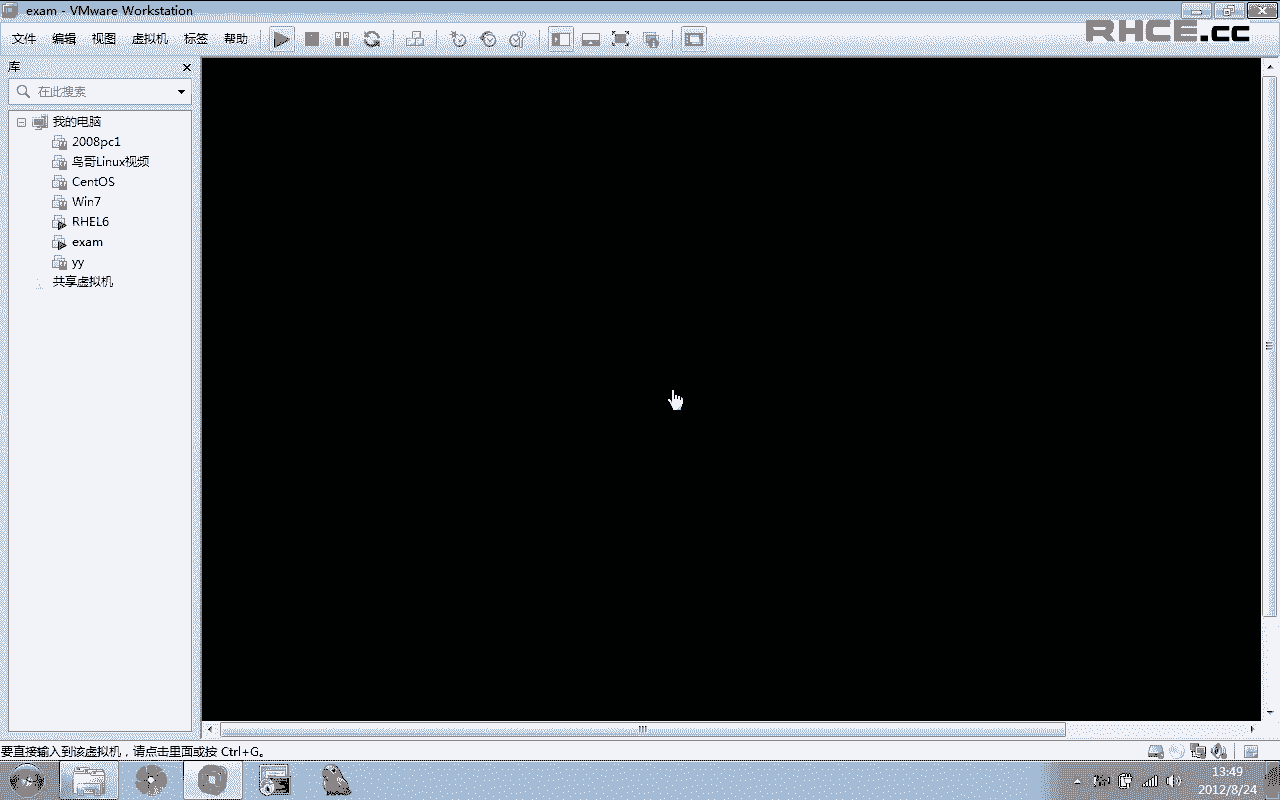 exam - VMware Workstation
文件 编辑 视图 虚拟机 标签 帮助
RHCE.cc
库
在此搜索
我的电脑
2008pc1
鸟哥Linux视频
CentOS
Win7
RHEL6
exam
yy
共享虚拟机
要直接输入到该虚拟机，请点击里面或按 Ctrl+G。
13:49
2012/8/24